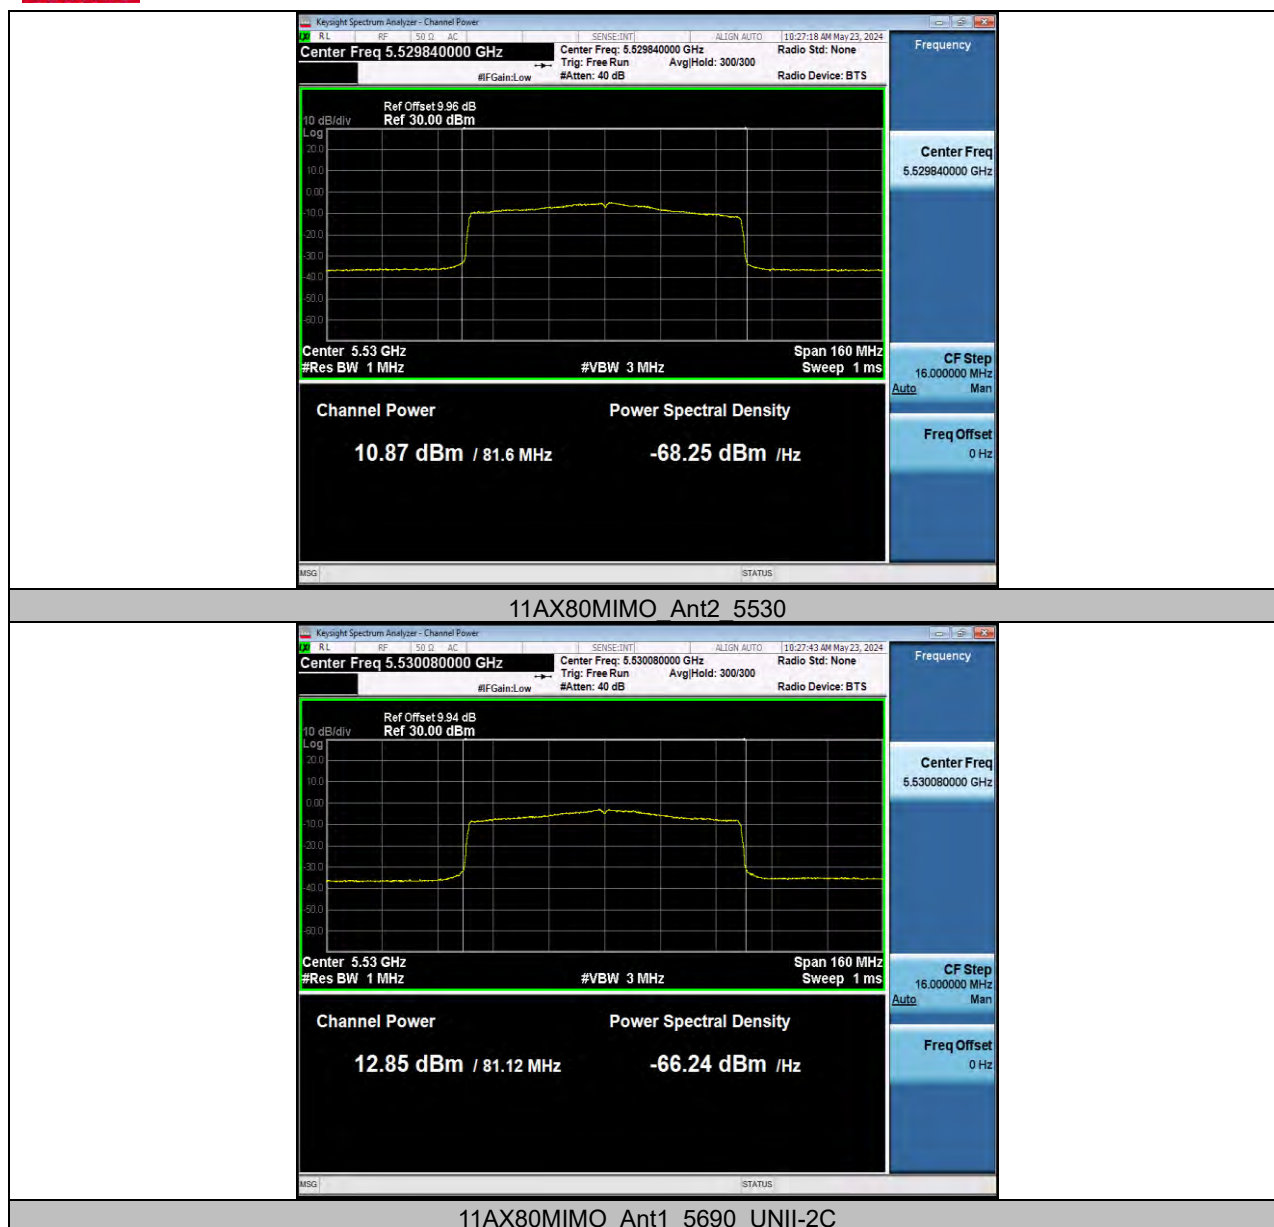 Keysight Spectrum Analyzer - Channel Power
RL RF 50 Ω AC SENSE:INT ALIGN AUTO 10:27:18 AM May 23, 2024
Center Freq 5.529840000 GHz
Center Freq: 5.529840000 GHz Radio Std: None
Trig: Free Run Avg|Hold: 300/300
#IFGain:Low #Atten: 40 dB Radio Device: BTS
Frequency
Ref Offset 9.96 dB
10 dB/div Ref 30.00 dBm
Log
20.0
10.0
0.00
-10.0
-20.0
-30.0
-40.0
-50.0
-60.0
Center 5.53 GHz Span 160 MHz
#Res BW 1 MHz #VBW 3 MHz Sweep 1 ms
Center Freq
5.529840000 GHz
CF Step
16.000000 MHz
Auto Man
Freq Offset
0 Hz
Channel Power Power Spectral Density
10.87 dBm / 81.6 MHz -68.25 dBm /Hz
MSG STATUS
11AX80MIMO_Ant2_5530
Keysight Spectrum Analyzer - Channel Power
RL RF 50 Ω AC SENSE:INT ALIGN AUTO 10:27:43 AM May 23, 2024
Center Freq 5.530080000 GHz
Center Freq: 5.530080000 GHz Radio Std: None
Trig: Free Run Avg|Hold: 300/300
#IFGain:Low #Atten: 40 dB Radio Device: BTS
Frequency
Ref Offset 9.94 dB
10 dB/div Ref 30.00 dBm
Log
20.0
10.0
0.00
-10.0
-20.0
-30.0
-40.0
-50.0
-60.0
Center 5.53 GHz Span 160 MHz
#Res BW 1 MHz #VBW 3 MHz Sweep 1 ms
Center Freq
5.530080000 GHz
CF Step
16.000000 MHz
Auto Man
Freq Offset
0 Hz
Channel Power Power Spectral Density
12.85 dBm / 81.12 MHz -66.24 dBm /Hz
MSG STATUS
11AX80MIMO_Ant1_5690_UNII-2C